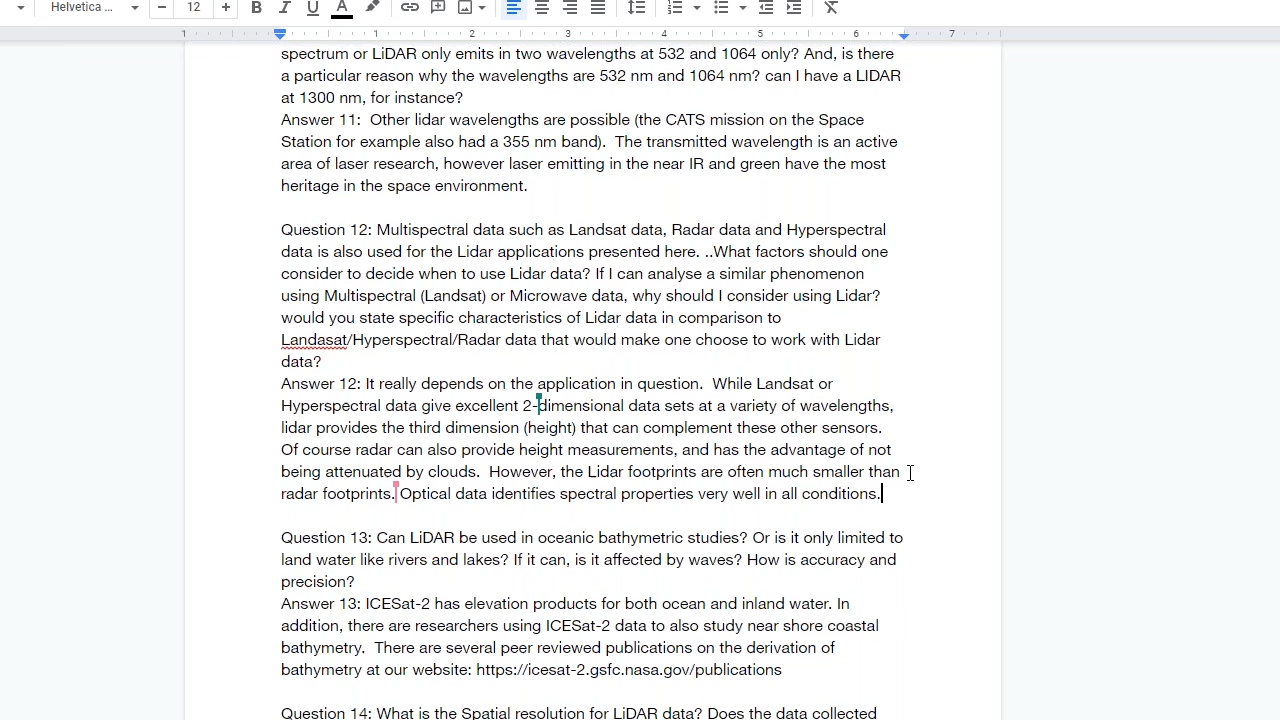 Helvetica ...
12
B I U A
1 1 2 3 4 5 6 7
spectrum or LiDAR only emits in two wavelengths at 532 and 1064 only? And, is there
a particular reason why the wavelengths are 532 nm and 1064 nm? can I have a LIDAR
at 1300 nm, for instance?
Answer 11:  Other lidar wavelengths are possible (the CATS mission on the Space
Station for example also had a 355 nm band).  The transmitted wavelength is an active
area of laser research, however laser emitting in the near IR and green have the most
heritage in the space environment.
Question 12: Multispectral data such as Landsat data, Radar data and Hyperspectral
data is also used for the Lidar applications presented here. ..What factors should one
consider to decide when to use Lidar data? If I can analyse a similar phenomenon
using Multispectral (Landsat) or Microwave data, why should I consider using Lidar?
would you state specific characteristics of Lidar data in comparison to
Landasat/Hyperspectral/Radar data that would make one choose to work with Lidar
data?
Answer 12: It really depends on the application in question.  While Landsat or
Hyperspectral data give excellent 2-dimensional data sets at a variety of wavelengths,
lidar provides the third dimension (height) that can complement these other sensors.
Of course radar can also provide height measurements, and has the advantage of not
being attenuated by clouds.  However, the Lidar footprints are often much smaller than
radar footprints. Optical data identifies spectral properties very well in all conditions.
Question 13: Can LiDAR be used in oceanic bathymetric studies? Or is it only limited to
land water like rivers and lakes? If it can, is it affected by waves? How is accuracy and
precision?
Answer 13: ICESat-2 has elevation products for both ocean and inland water. In
addition, there are researchers using ICESat-2 data to also study near shore coastal
bathymetry.  There are several peer reviewed publications on the derivation of
bathymetry at our website: https://icesat-2.gsfc.nasa.gov/publications
Question 14: What is the Spatial resolution for LiDAR data? Does the data collected